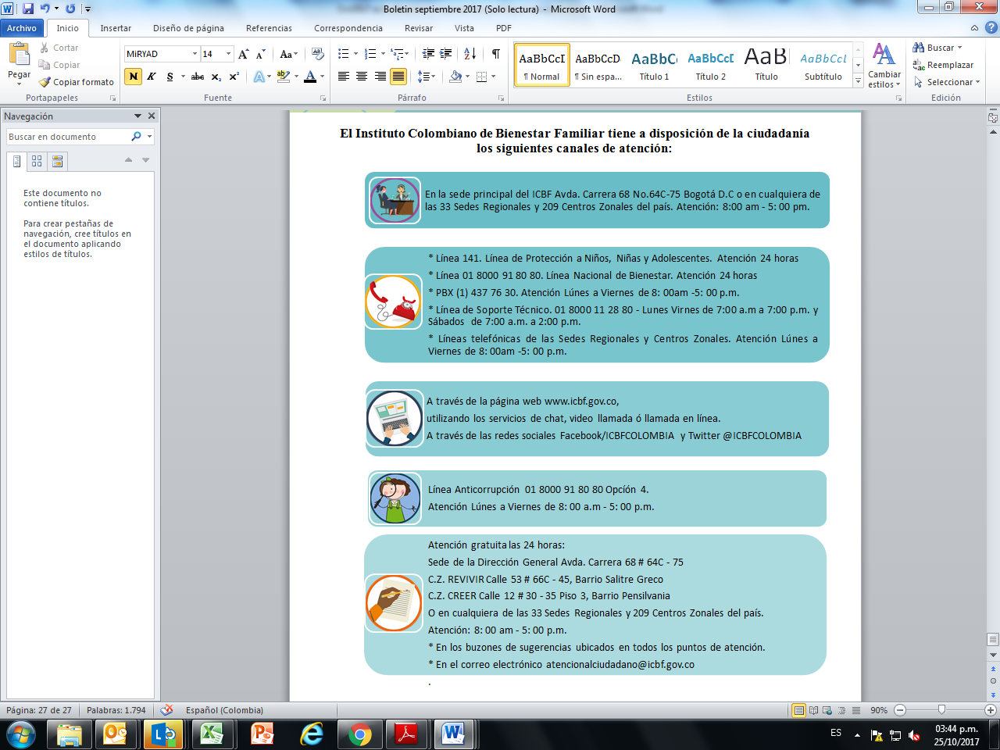 Boletin septiembre 2017 (Solo lectura) - Microsoft Word
Archivo Inicio Insertar Diseño de página Referencias Correspondencia Revisar Vista PDF
Pegar
Cortar
Copiar
Copiar formato
Portapapeles
MiRYAD 14
N K S abc x₂ x² A ab A
Aa
Fuente
Párrafo
AaBbCcI AaBbCcD AaBbC AaBbCcI AaB AaBbCcL
¶ Normal ¶ Sin espa... Título 1 Título 2 Título Subtítulo
Cambiar estilos
Estilos
Buscar
Reemplazar
Seleccionar
Edición
Navegación
Buscar en documento
Este documento no
contiene títulos.
Para crear pestañas de
navegación, cree títulos en
el documento aplicando
estilos de títulos.
El Instituto Colombiano de Bienestar Familiar tiene a disposición de la ciudadanía
los siguientes canales de atención:
En la sede principal del ICBF Avda. Carrera 68 No.64C-75 Bogotá D.C o en cualquiera de
las 33 Sedes Regionales y 209 Centros Zonales del país. Atención: 8:00 am - 5: 00 pm.
* Línea 141. Línea de Protección a Niños, Niñas y Adolescentes. Atención 24 horas
* Línea 01 8000 91 80 80. Línea Nacional de Bienestar. Atención 24 horas
* PBX (1) 437 76 30. Atención Lúnes a Viernes de 8: 00am -5: 00 p.m.
* Línea de Soporte Técnico. 01 8000 11 28 80 - Lunes Virnes de 7:00 a.m a 7:00 p.m. y
Sábados de 7:00 a.m. a 2:00 p.m.
* Líneas telefónicas de las Sedes Regionales y Centros Zonales. Atención Lúnes a
Viernes de 8: 00am -5: 00 p.m.
A través de la página web www.icbf.gov.co,
utilizando los servicios de chat, video llamada ó llamada en línea.
A través de las redes sociales Facebook/ICBFCOLOMBIA y Twitter @ICBFCOLOMBIA
Línea Anticorrupción 01 8000 91 80 80 Opción 4.
Atención Lúnes a Viernes de 8: 00 a.m - 5: 00 p.m.
Atención gratuita las 24 horas:
Sede de la Dirección General Avda. Carrera 68 # 64C - 75
C.Z. REVIVIR Calle 53 # 66C - 45, Barrio Salitre Greco
C.Z. CREER Calle 12 # 30 - 35 Piso 3, Barrio Pensilvania
O en cualquiera de las 33 Sedes Regionales y 209 Centros Zonales del país.
Atención: 8: 00 am - 5: 00 p.m.
* En los buzones de sugerencias ubicados en todos los puntos de atención.
* En el correo electrónico atencionalciudadano@icbf.gov.co
.
Página: 27 de 27 Palabras: 1.794 Español (Colombia) 90%
ES
03:44 p.m.
25/10/2017